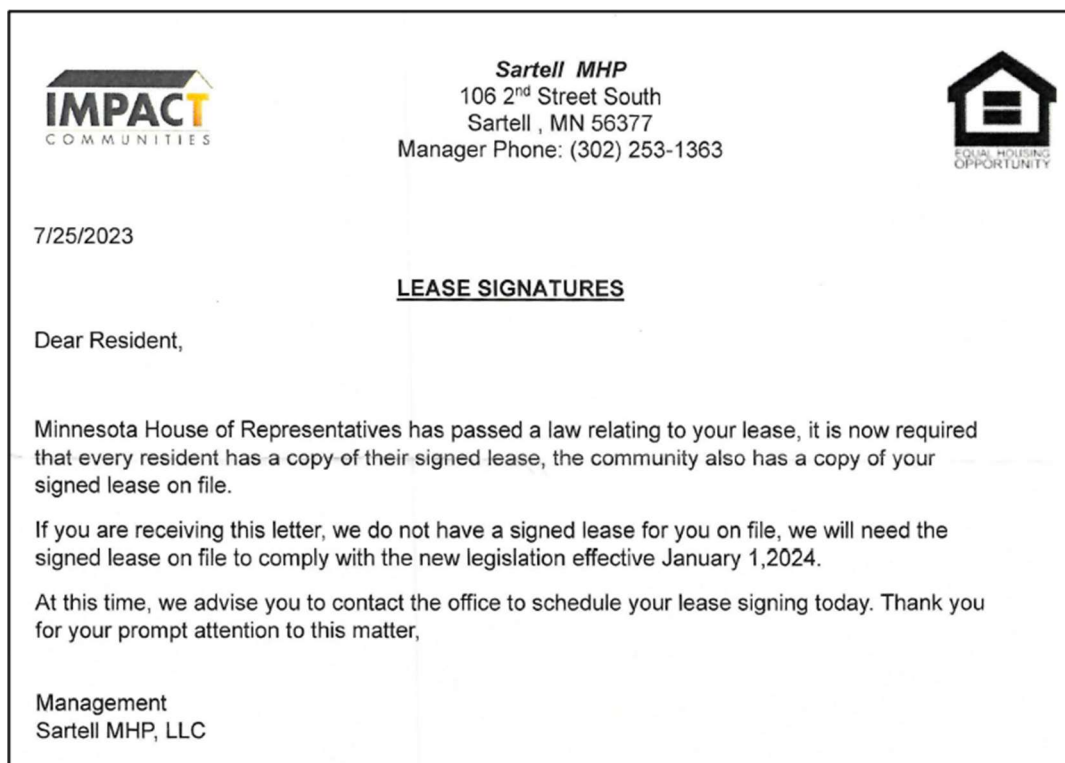 IMPACT
COMMUNITIES
Sartell MHP
106 2nd Street South
Sartell , MN 56377
Manager Phone: (302) 253-1363
EQUAL HOUSING
OPPORTUNITY
7/25/2023
LEASE SIGNATURES
Dear Resident,
Minnesota House of Representatives has passed a law relating to your lease, it is now required
that every resident has a copy of their signed lease, the community also has a copy of your
signed lease on file.
If you are receiving this letter, we do not have a signed lease for you on file, we will need the
signed lease on file to comply with the new legislation effective January 1,2024.
At this time, we advise you to contact the office to schedule your lease signing today. Thank you
for your prompt attention to this matter,
Management
Sartell MHP, LLC